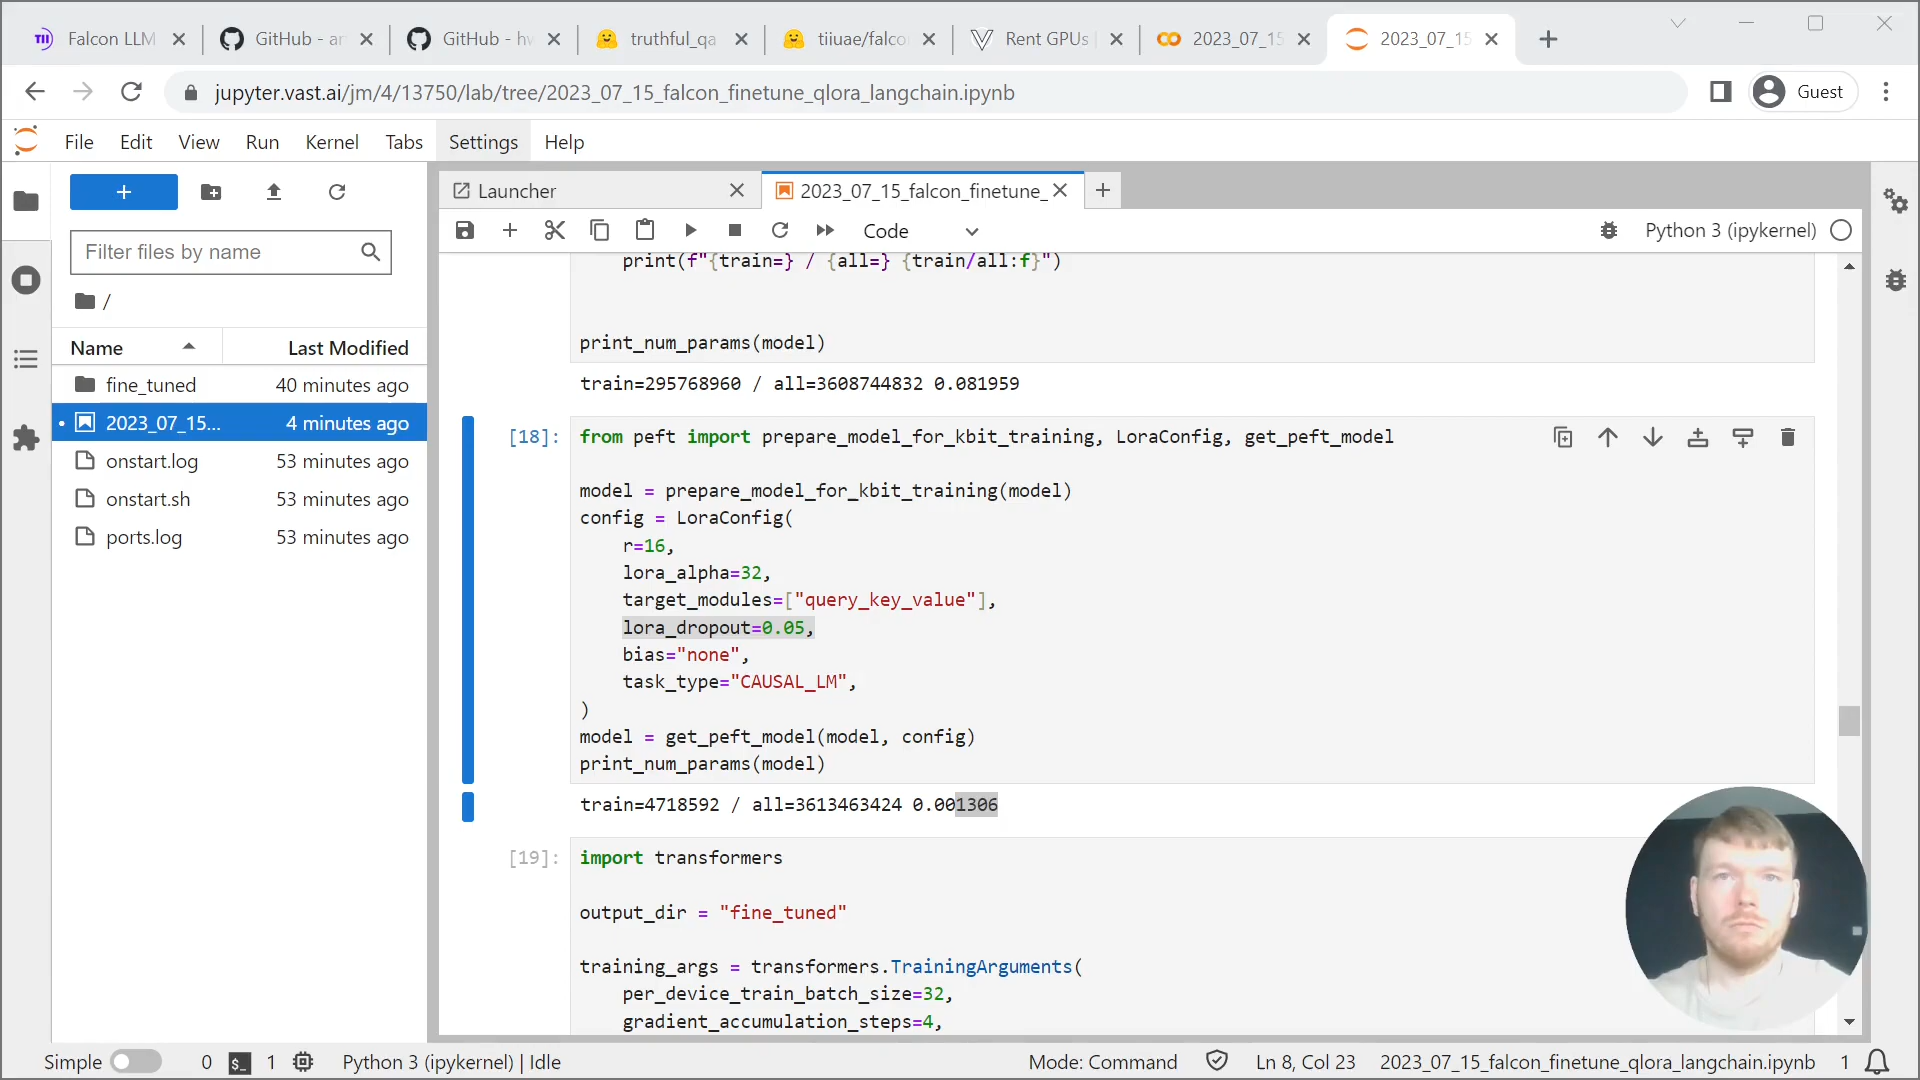 TII Falcon LLM
GitHub - ar
GitHub - hw
truthful_qa
tiiuae/falco
Rent GPUs |
2023_07_15
2023_07_15
jupyter.vast.ai/jm/4/13750/lab/tree/2023_07_15_falcon_finetune_qlora_langchain.ipynb
Guest
File Edit View Run Kernel Tabs Settings Help
Launcher
2023_07_15_falcon_finetune_
Filter files by name
/
Name Last Modified
fine_tuned 40 minutes ago
2023_07_15... 4 minutes ago
onstart.log 53 minutes ago
onstart.sh 53 minutes ago
ports.log 53 minutes ago
Code
Python 3 (ipykernel)
print(f"{train=} / {all=} {train/all:f}")
print_num_params(model)
train=295768960 / all=3608744832 0.081959
[18]: from peft import prepare_model_for_kbit_training, LoraConfig, get_peft_model
model = prepare_model_for_kbit_training(model)
config = LoraConfig(
r=16,
lora_alpha=32,
target_modules=["query_key_value"],
lora_dropout=0.05,
bias="none",
task_type="CAUSAL_LM",
)
model = get_peft_model(model, config)
print_num_params(model)
train=4718592 / all=3613463424 0.001306
[19]: import transformers
output_dir = "fine_tuned"
training_args = transformers.TrainingArguments(
per_device_train_batch_size=32,
gradient_accumulation_steps=4,
Simple 0 $_ 1 Python 3 (ipykernel) | Idle
Mode: Command Ln 8, Col 23 2023_07_15_falcon_finetune_qlora_langchain.ipynb 1